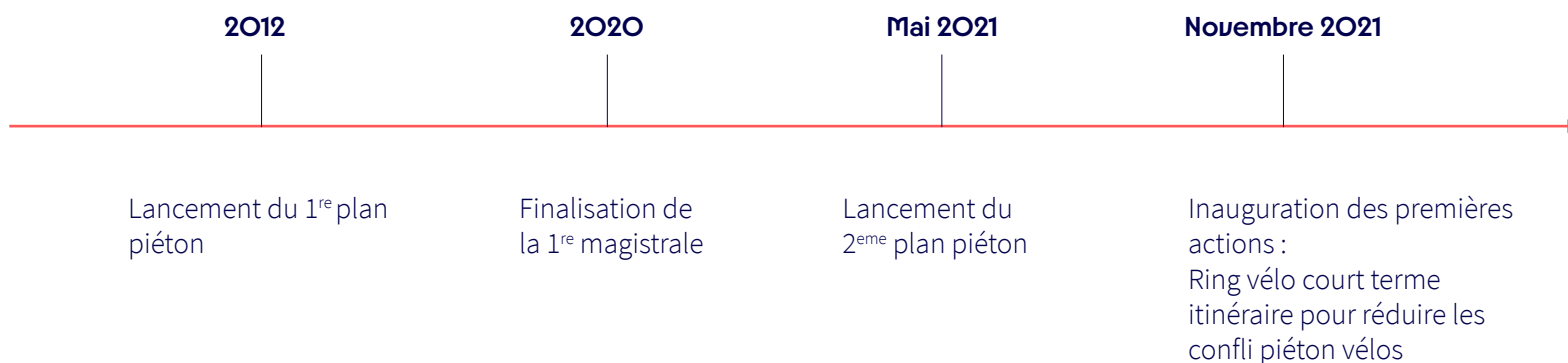 2012
2020
Mai 2021
Novembre 2021
Lancement du 1re plan
piéton
Finalisation de
la 1re magistrale
Lancement du
2eme plan piéton
Inauguration des premières
actions :
Ring vélo court terme
itinéraire pour réduire les
confli piéton vélos